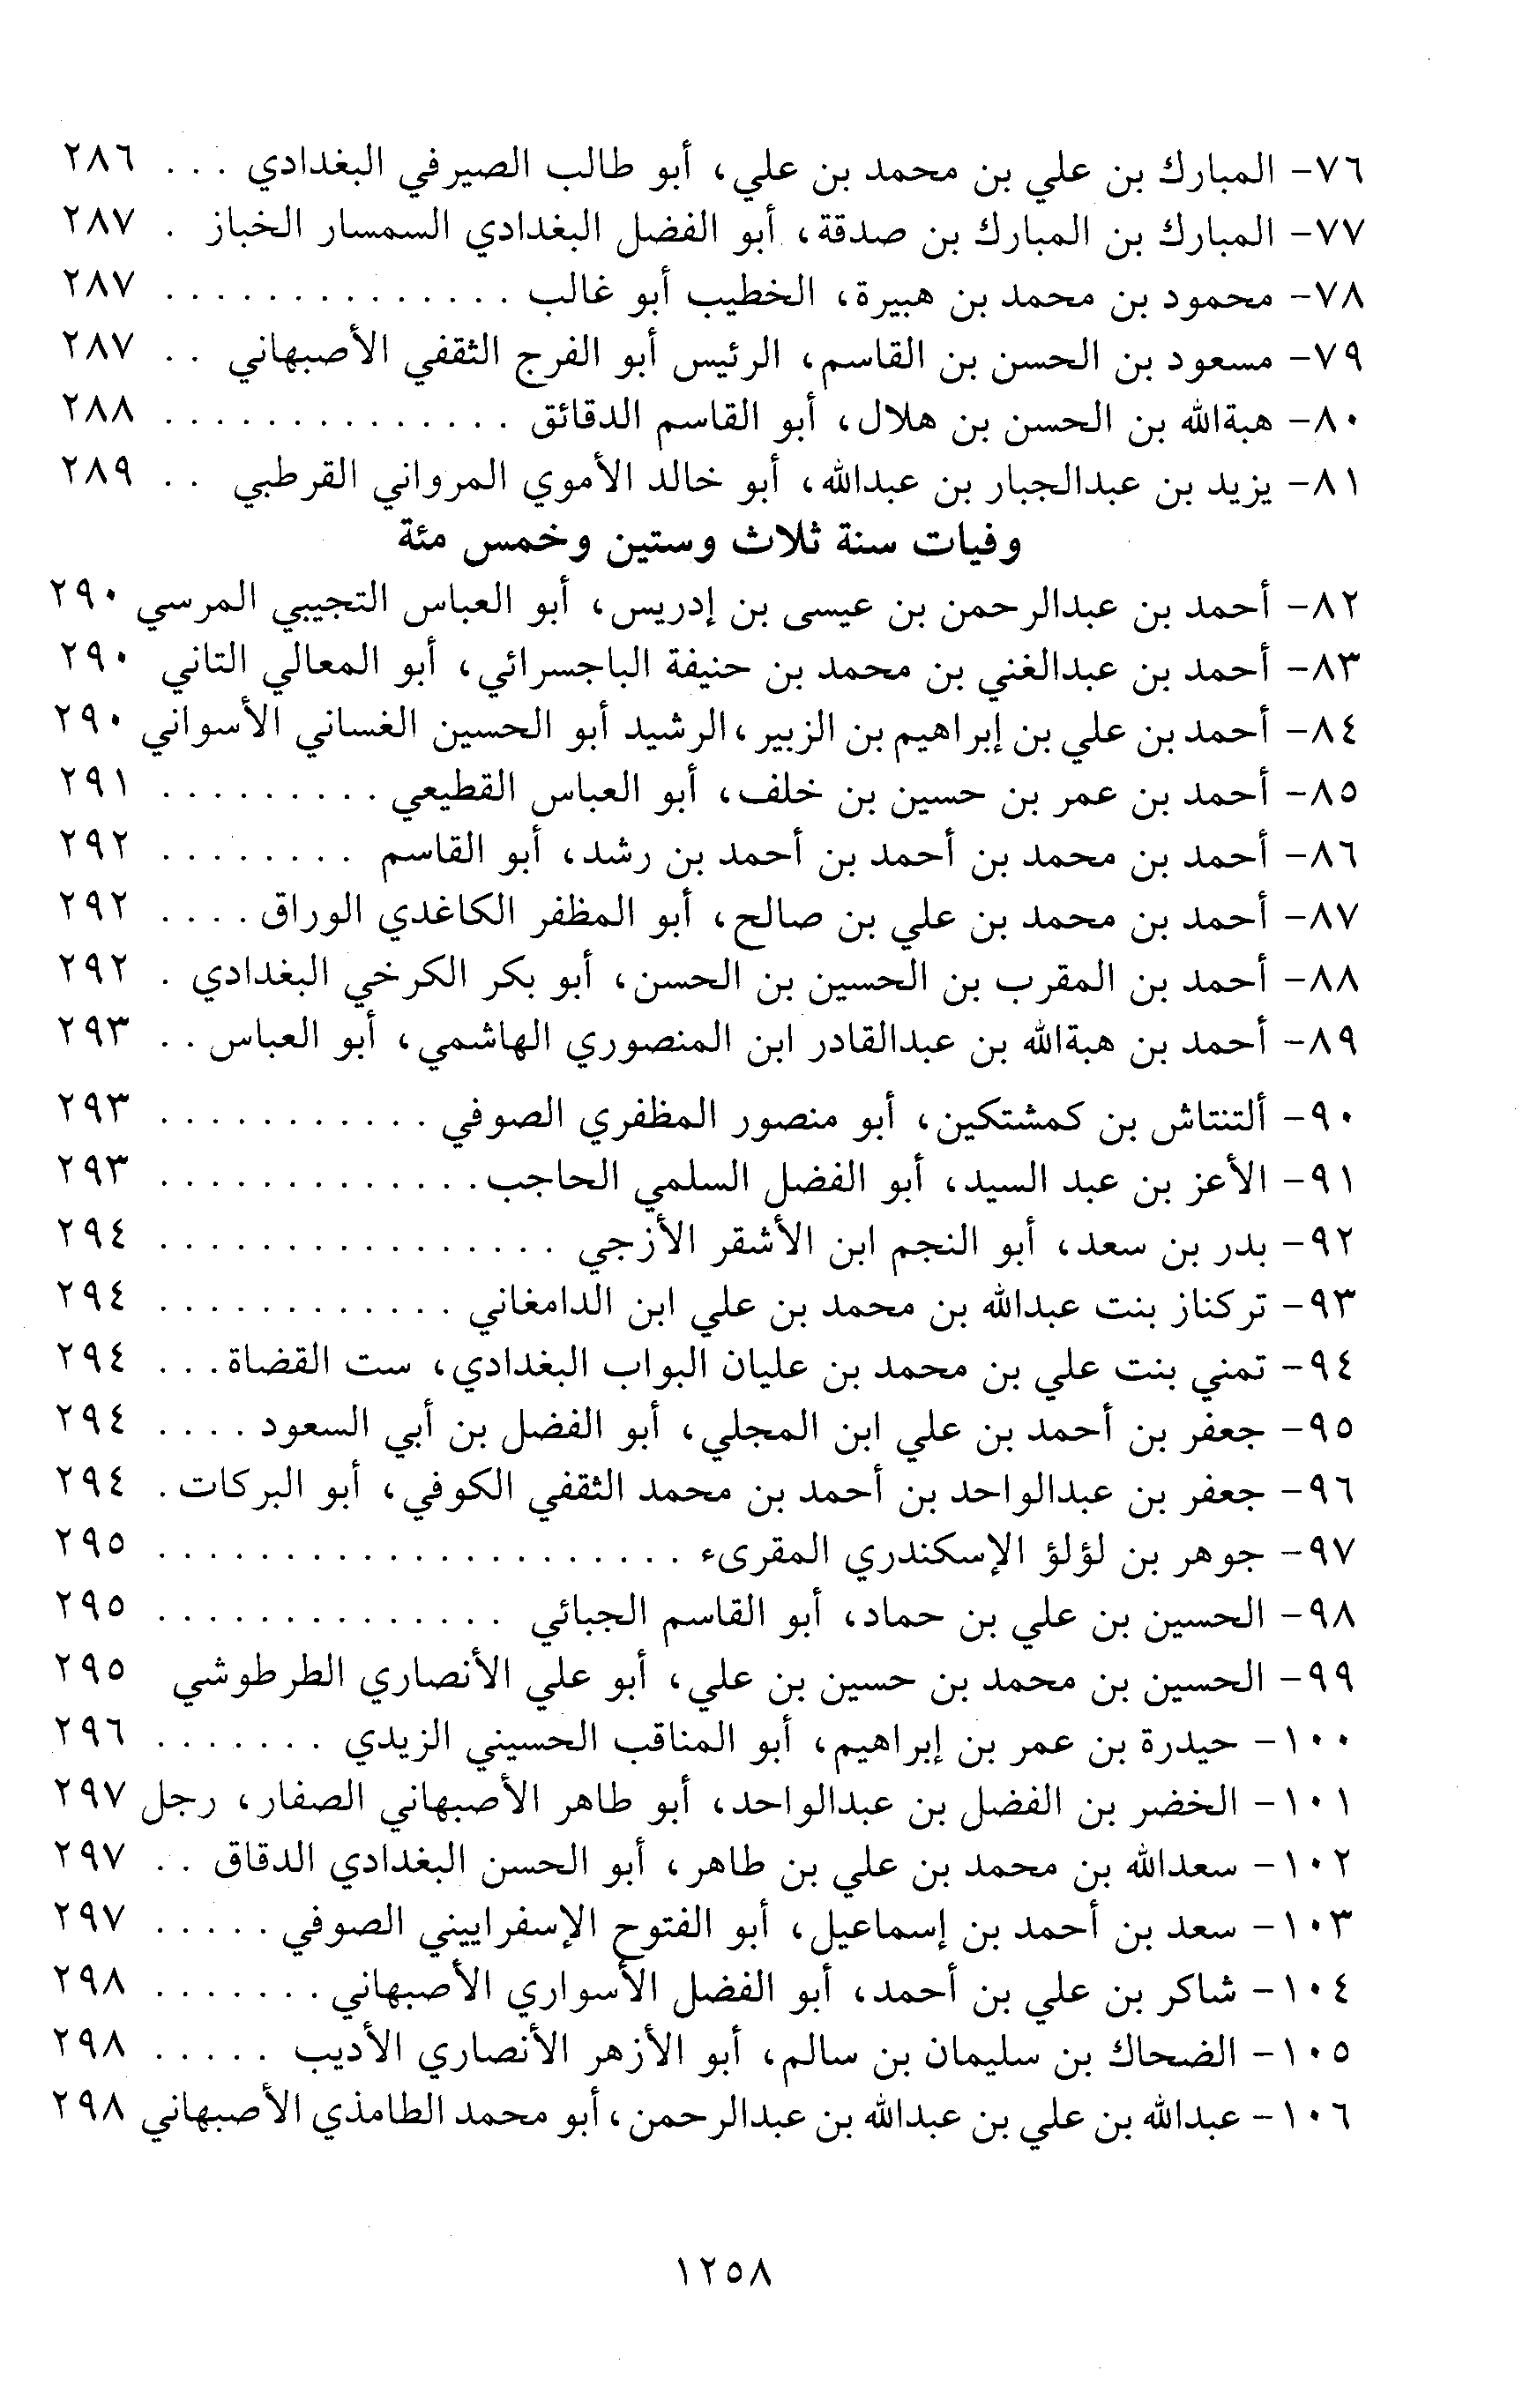 ٧٦- المبارك بن علي بن محمد بن علي، أبو طالب الصيرفي البغدادي . . . ٢٨٦
٧٧- المبارك بن المبارك بن صدقة، أبو الفضل البغدادي السمسار الخباز . ٢٨٧
٧٨- محمود بن محمد بن هبيرة، الخطيب أبو غالب . . . . . . . . . . . . . . ٢٨٧
٧٩- مسعود بن الحسن بن القاسم، الرئيس أبو الفرج الثقفي الأصبهاني . . ٢٨٧
٨٠- هبةالله بن الحسن بن هلال، أبو القاسم الدقائق . . . . . . . . . . . . . . ٢٨٨
٨١- يزيد بن عبدالجبار بن عبدالله، أبو خالد الأموي المرواني القرطبي . . ٢٨٩
وفيات سنة ثلاث وستين وخمس مئة
٨٢- أحمد بن عبدالرحمن بن عيسى بن إدريس، أبو العباس التجيبي المرسي ٢٩٠
٨٣- أحمد بن عبدالغني بن محمد بن حنيفة الباجسرائي، أبو المعالي التاني ٢٩٠
٨٤- أحمد بن علي بن إبراهيم بن الزبير، الرشيد أبو الحسين الغساني الأسواني ٢٩٠
٨٥- أحمد بن عمر بن حسين بن خلف، أبو العباس القطيعي . . . . . . . . . ٢٩١
٨٦- أحمد بن محمد بن أحمد بن أحمد بن رشد، أبو القاسم . . . . . . . . ٢٩٢
٨٧- أحمد بن محمد بن علي بن صالح، أبو المظفر الكاغدي الوراق . . . . ٢٩٢
٨٨- أحمد بن المقرب بن الحسين بن الحسن، أبو بكر الكرخي البغدادي . ٢٩٢
٨٩- أحمد بن هبةالله بن عبدالقادر ابن المنصوري الهاشمي، أبو العباس . . ٢٩٣
٩٠- ألتنتاش بن كمشتكين، أبو منصور المظفري الصوفي . . . . . . . . . . . ٢٩٣
٩١- الأعز بن عبد السيد، أبو الفضل السلمي الحاجب . . . . . . . . . . . . . ٢٩٣
٩٢- بدر بن سعد، أبو النجم ابن الأشقر الأزجي . . . . . . . . . . . . . . . . ٢٩٤
٩٣- تركناز بنت عبدالله بن محمد بن علي ابن الدامغاني . . . . . . . . . . . . ٢٩٤
٩٤- تمني بنت علي بن محمد بن عليان البواب البغدادي، ست القضاة . . . ٢٩٤
٩٥- جعفر بن أحمد بن علي ابن المجلي، أبو الفضل بن أبي السعود . . . . ٢٩٤
٩٦- جعفر بن عبدالواحد بن أحمد بن محمد الثقفي الكوفي، أبو البركات . ٢٩٤
٩٧- جوهر بن لؤلؤ الإسكندري المقرىء . . . . . . . . . . . . . . . . . . . . . ٢٩٥
٩٨- الحسين بن علي بن حماد، أبو القاسم الجبائي . . . . . . . . . . . . . . ٢٩٥
٩٩- الحسين بن محمد بن حسين بن علي، أبو علي الأنصاري الطرطوشي ٢٩٥
١٠٠- حيدرة بن عمر بن إبراهيم، أبو المناقب الحسيني الزيدي . . . . . . . ٢٩٦
١٠١- الخضر بن الفضل بن عبدالواحد، أبو طاهر الأصبهاني الصفار، رجل ٢٩٧
١٠٢- سعدالله بن محمد بن علي بن طاهر، أبو الحسن البغدادي الدقاق . . ٢٩٧
١٠٣- سعد بن أحمد بن إسماعيل، أبو الفتوح الإسفراييني الصوفي . . . . . ٢٩٧
١٠٤- شاكر بن علي بن أحمد، أبو الفضل الأسواري الأصبهاني . . . . . . . ٢٩٨
١٠٥- الضحاك بن سليمان بن سالم، أبو الأزهر الأنصاري الأديب . . . . . ٢٩٨
١٠٦- عبدالله بن علي بن عبدالله بن عبدالرحمن، أبو محمد الطامذي الأصبهاني ٢٩٨
١٢٥٨